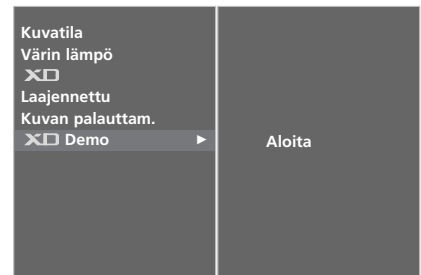 Kuvatila
Värin lämpö
XD
Laajennettu
Kuvan palauttam.
XD Demo ►
Aloita